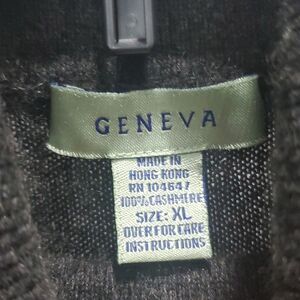 GENEVA
MADE IN
HONG KONG
RN 104647
100% CASHMERE
SIZE: XL
OVER FOR CARE
INSTRUCTIONS